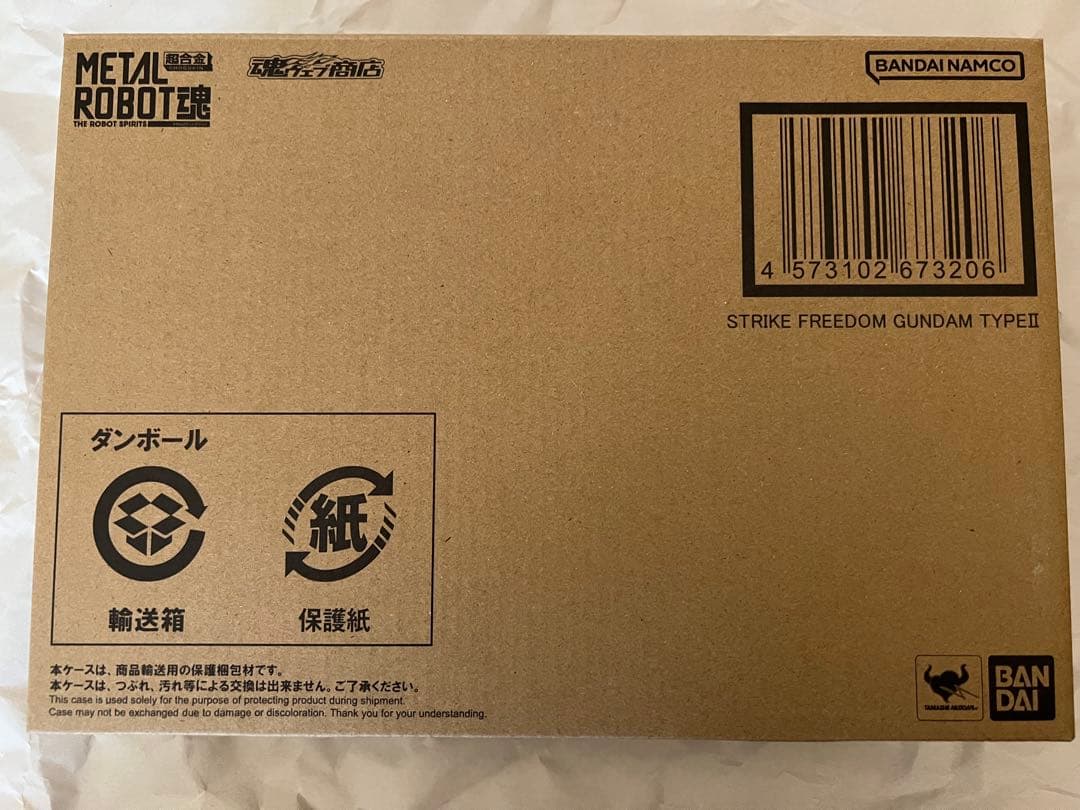 METAL 超合金
ROBOT魂
THE ROBOT SPIRITS
魂ウェブ商店
BANDAI NAMCO
4 573102 673206
STRIKE FREEDOM GUNDAM TYPEⅡ
ダンボール
紙
輸送箱
保護紙
本ケースは、商品輸送用の保護梱包材です。
本ケースは、つぶれ、汚れ等による交換は出来ません。ご了承ください。
This case is used solely for the purpose of protecting product during shipment.
Case may not be exchanged due to damage or discoloration. Thank you for your understanding.
TAMASHII NATIONS
BAN
DAI